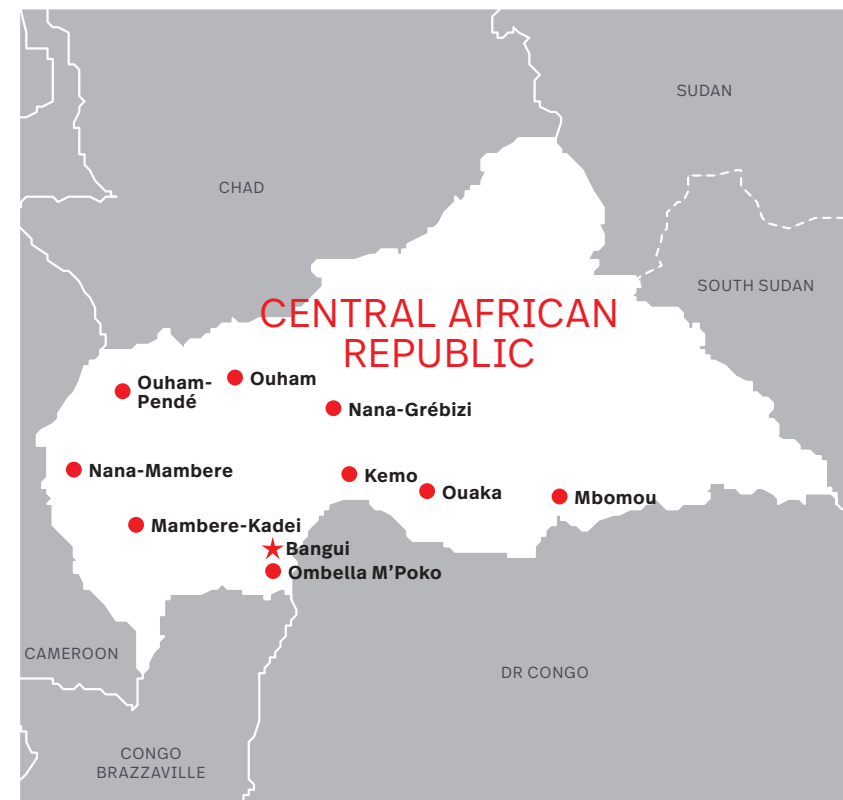 SUDAN
CHAD
SOUTH SUDAN
CENTRAL AFRICAN
REPUBLIC
Ouham-
Pendé
Ouham
Nana-Grébizi
Nana-Mambere
Kemo
Ouaka
Mbomou
Mambere-Kadei
Bangui
Ombella M’Poko
CAMEROON
DR CONGO
CONGO
BRAZZAVILLE